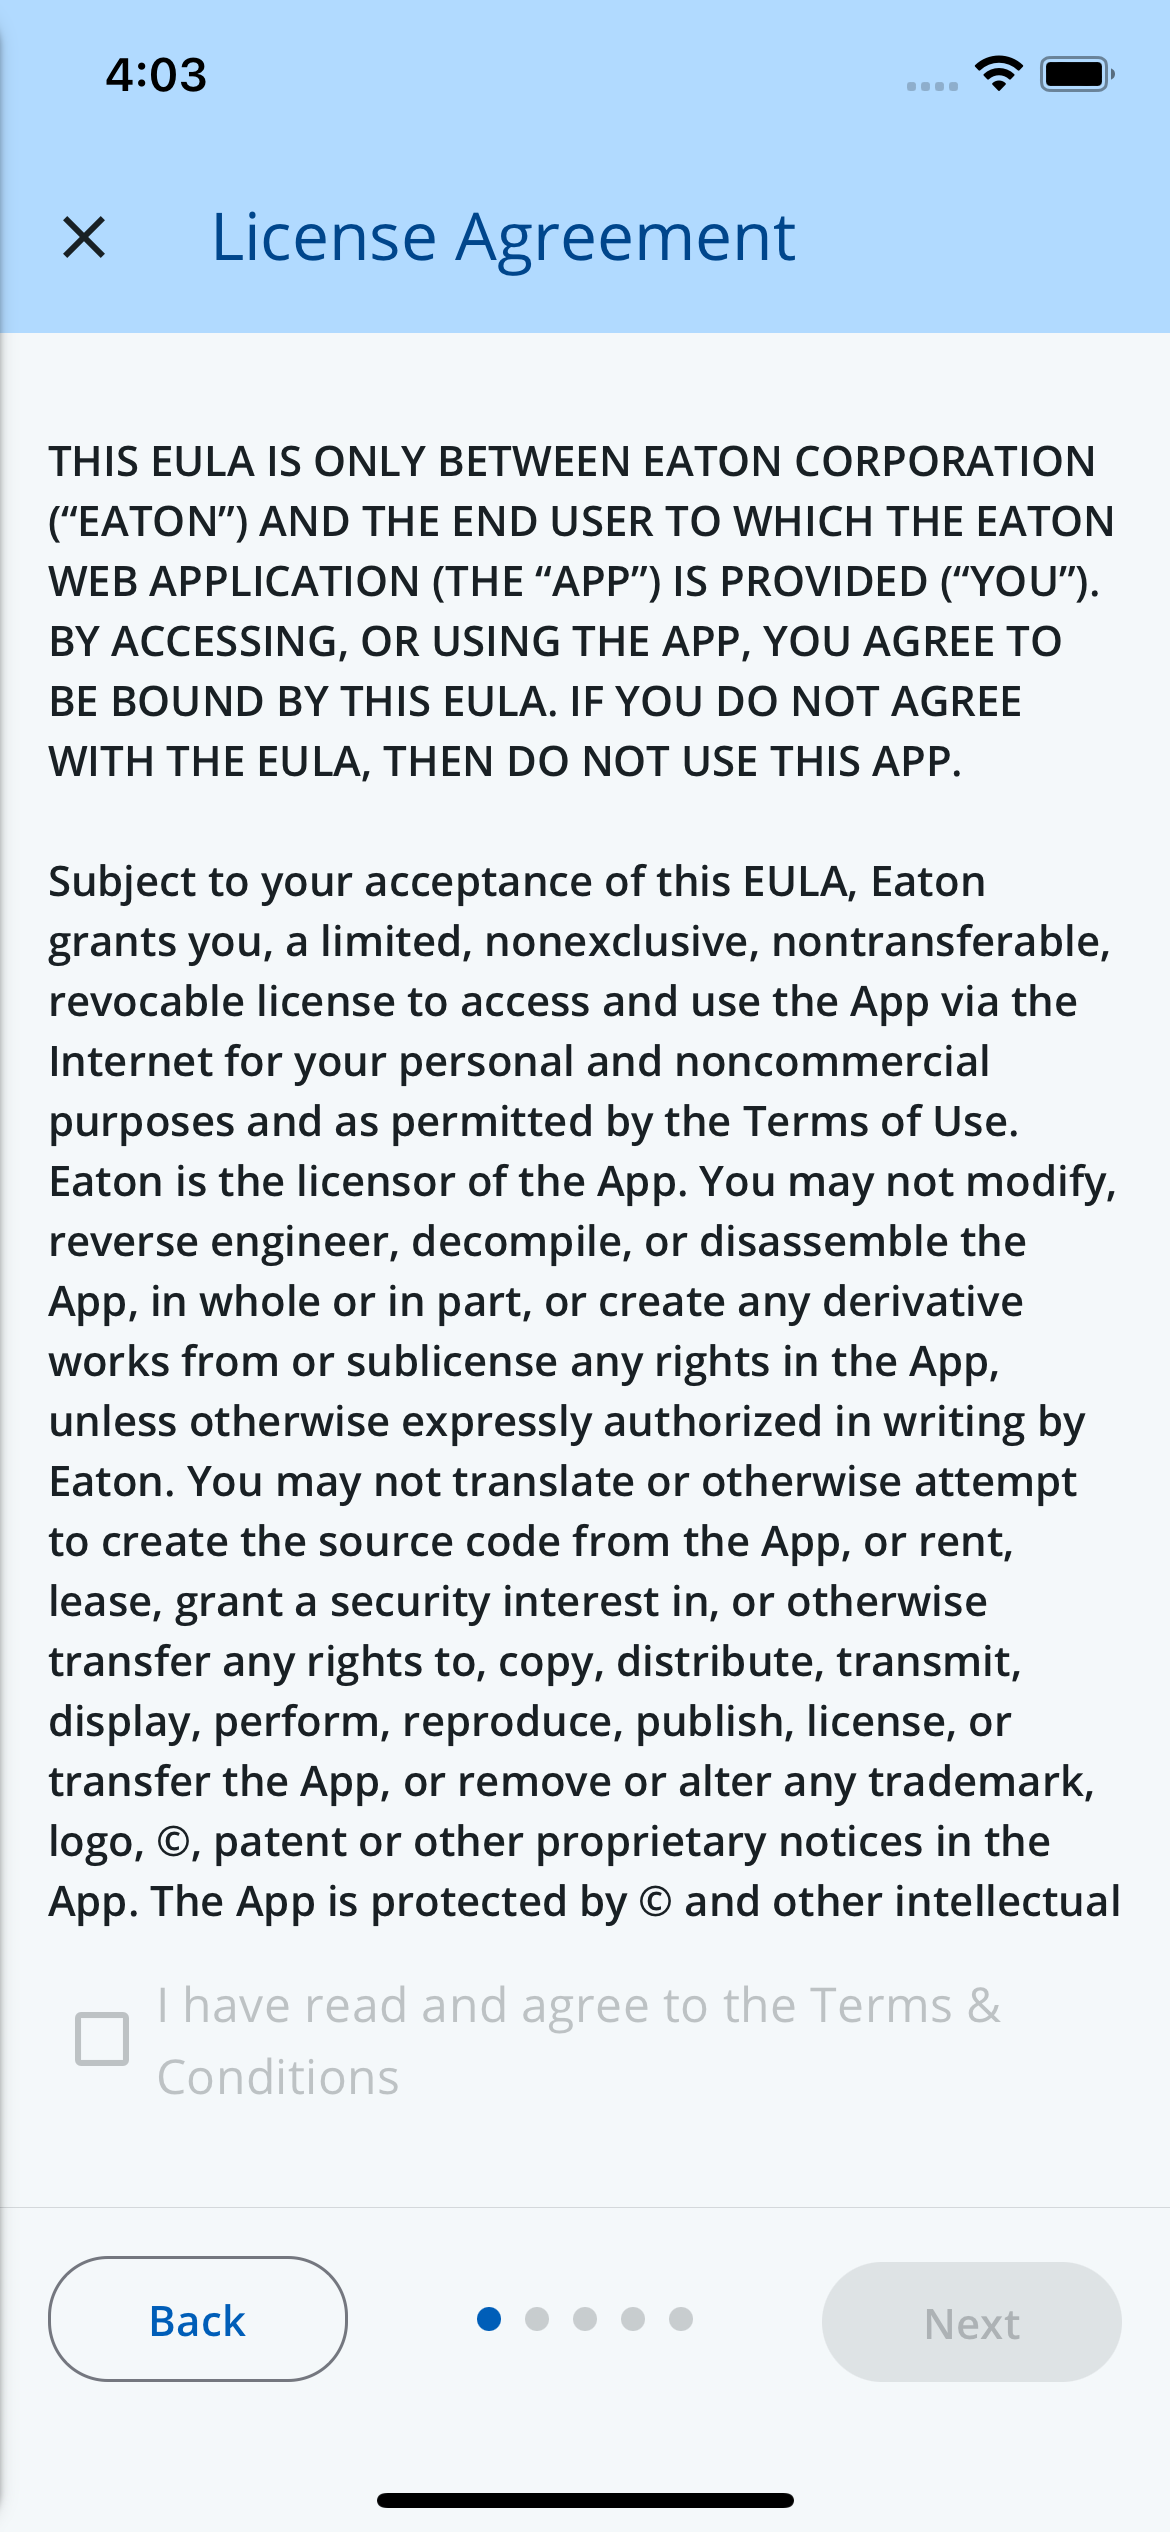 4:03
License Agreement
THIS EULA IS ONLY BETWEEN EATON CORPORATION
(“EATON”) AND THE END USER TO WHICH THE EATON
WEB APPLICATION (THE “APP”) IS PROVIDED (“YOU”).
BY ACCESSING, OR USING THE APP, YOU AGREE TO
BE BOUND BY THIS EULA. IF YOU DO NOT AGREE
WITH THE EULA, THEN DO NOT USE THIS APP.
Subject to your acceptance of this EULA, Eaton
grants you, a limited, nonexclusive, nontransferable,
revocable license to access and use the App via the
Internet for your personal and noncommercial
purposes and as permitted by the Terms of Use.
Eaton is the licensor of the App. You may not modify,
reverse engineer, decompile, or disassemble the
App, in whole or in part, or create any derivative
works from or sublicense any rights in the App,
unless otherwise expressly authorized in writing by
Eaton. You may not translate or otherwise attempt
to create the source code from the App, or rent,
lease, grant a security interest in, or otherwise
transfer any rights to, copy, distribute, transmit,
display, perform, reproduce, publish, license, or
transfer the App, or remove or alter any trademark,
logo, ©, patent or other proprietary notices in the
App. The App is protected by © and other intellectual
I have read and agree to the Terms &
Conditions
Back
Next